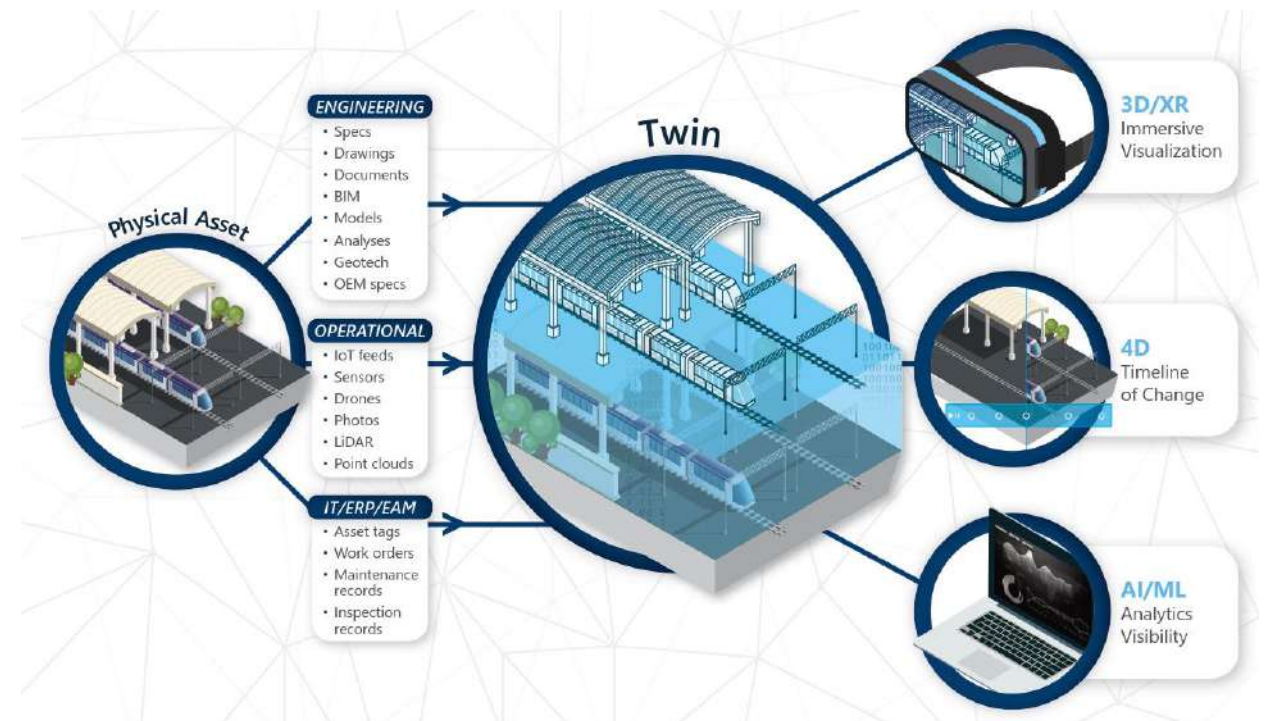 Physical Asset
ENGINEERING
• Specs
• Drawings
• Documents
• BIM
• Models
• Analyses
• Geotech
• OEM specs
OPERATIONAL
• IoT feeds
• Sensors
• Drones
• Photos
• LiDAR
• Point clouds
IT/ERP/EAM
• Asset tags
• Work orders
• Maintenance
records
• Inspection
records
Twin
3D/XR
Immersive
Visualization
4D
Timeline
of Change
AI/ML
Analytics
Visibility